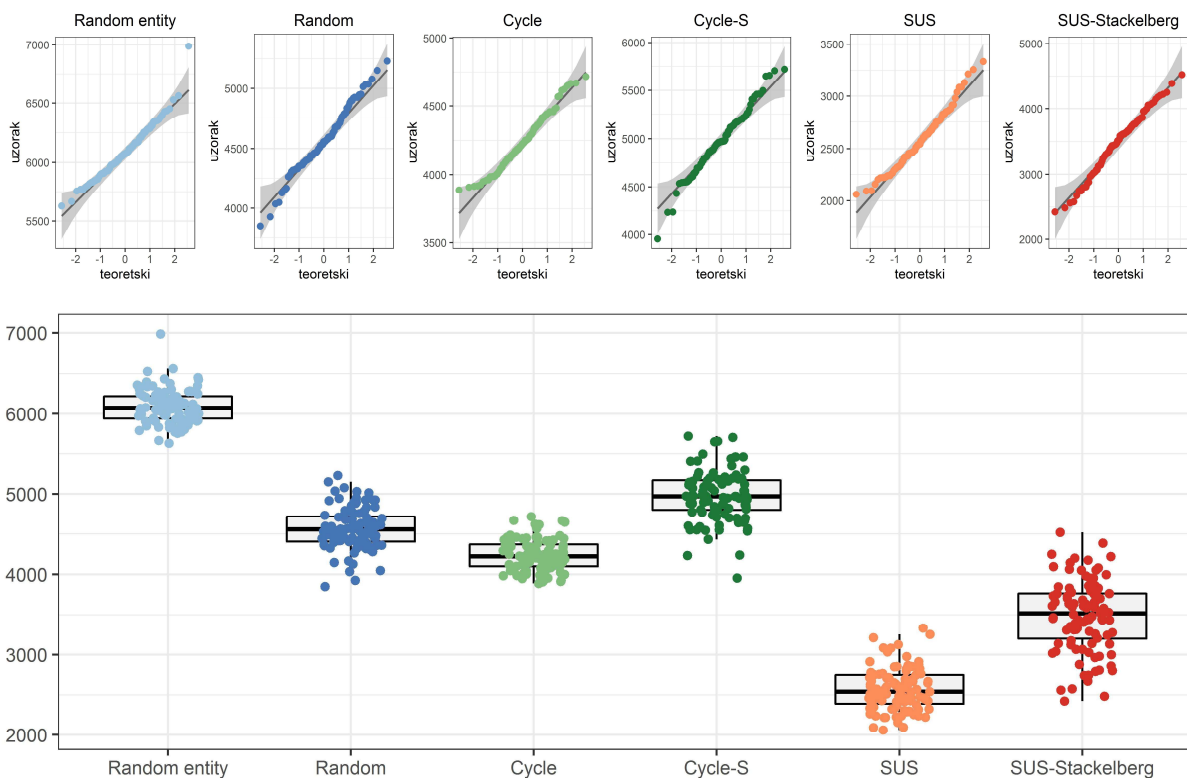 Random entity
Random
Cycle
Cycle-S
SUS
SUS-Stackelberg
7000
6500
6000
5500
uzorak
-2 -1 0 1 2
teoretski
5000
4500
4000
uzorak
-2 -1 0 1 2
teoretski
5000
4500
4000
3500
uzorak
-2 -1 0 1 2
teoretski
6000
5500
5000
4500
4000
uzorak
-2 -1 0 1 2
teoretski
3500
3000
2500
2000
uzorak
-2 -1 0 1 2
teoretski
5000
4000
3000
2000
uzorak
-2 -1 0 1 2
teoretski
7000
6000
5000
4000
3000
2000
Random entity
Random
Cycle
Cycle-S
SUS
SUS-Stackelberg